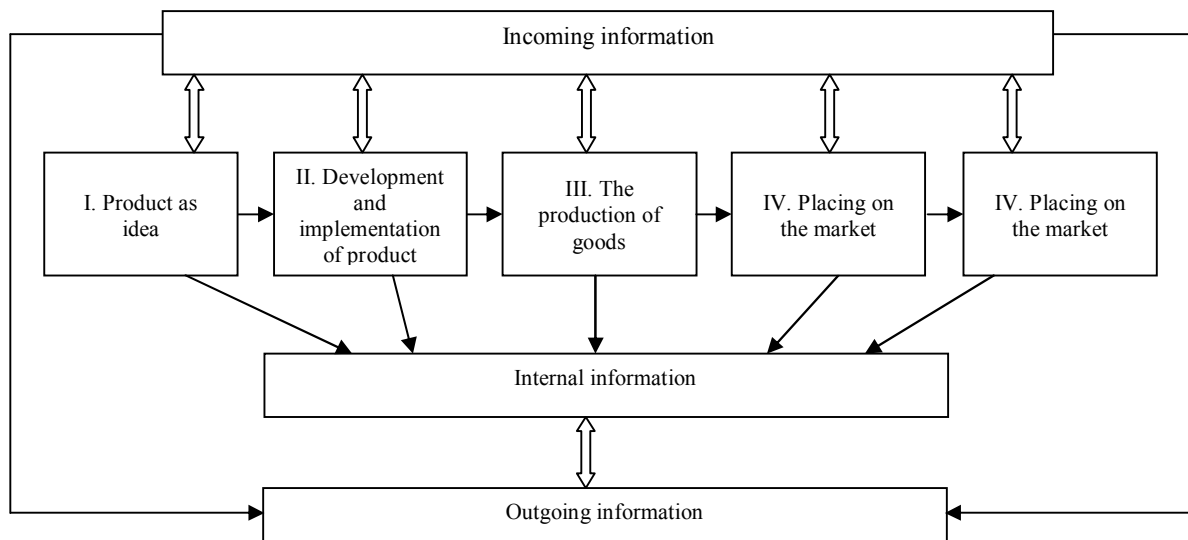 Incoming information
I. Product as
idea
II. Development
and
implementation
of product
III. The
production of
goods
IV. Placing on
the market
IV. Placing on
the market
Internal information
Outgoing information